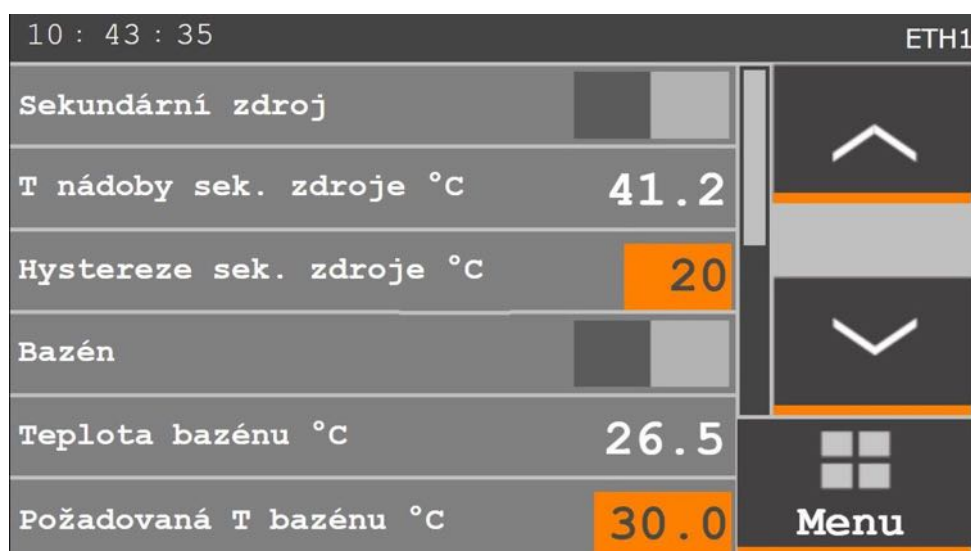 10 : 43 : 35 ETH1
Sekundární zdroj
T nádoby sek. zdroje °C 41.2
Hystereze sek. zdroje °C 20
Bazén
Teplota bazénu °C 26.5
Požadovaná T bazénu °C 30.0
Menu